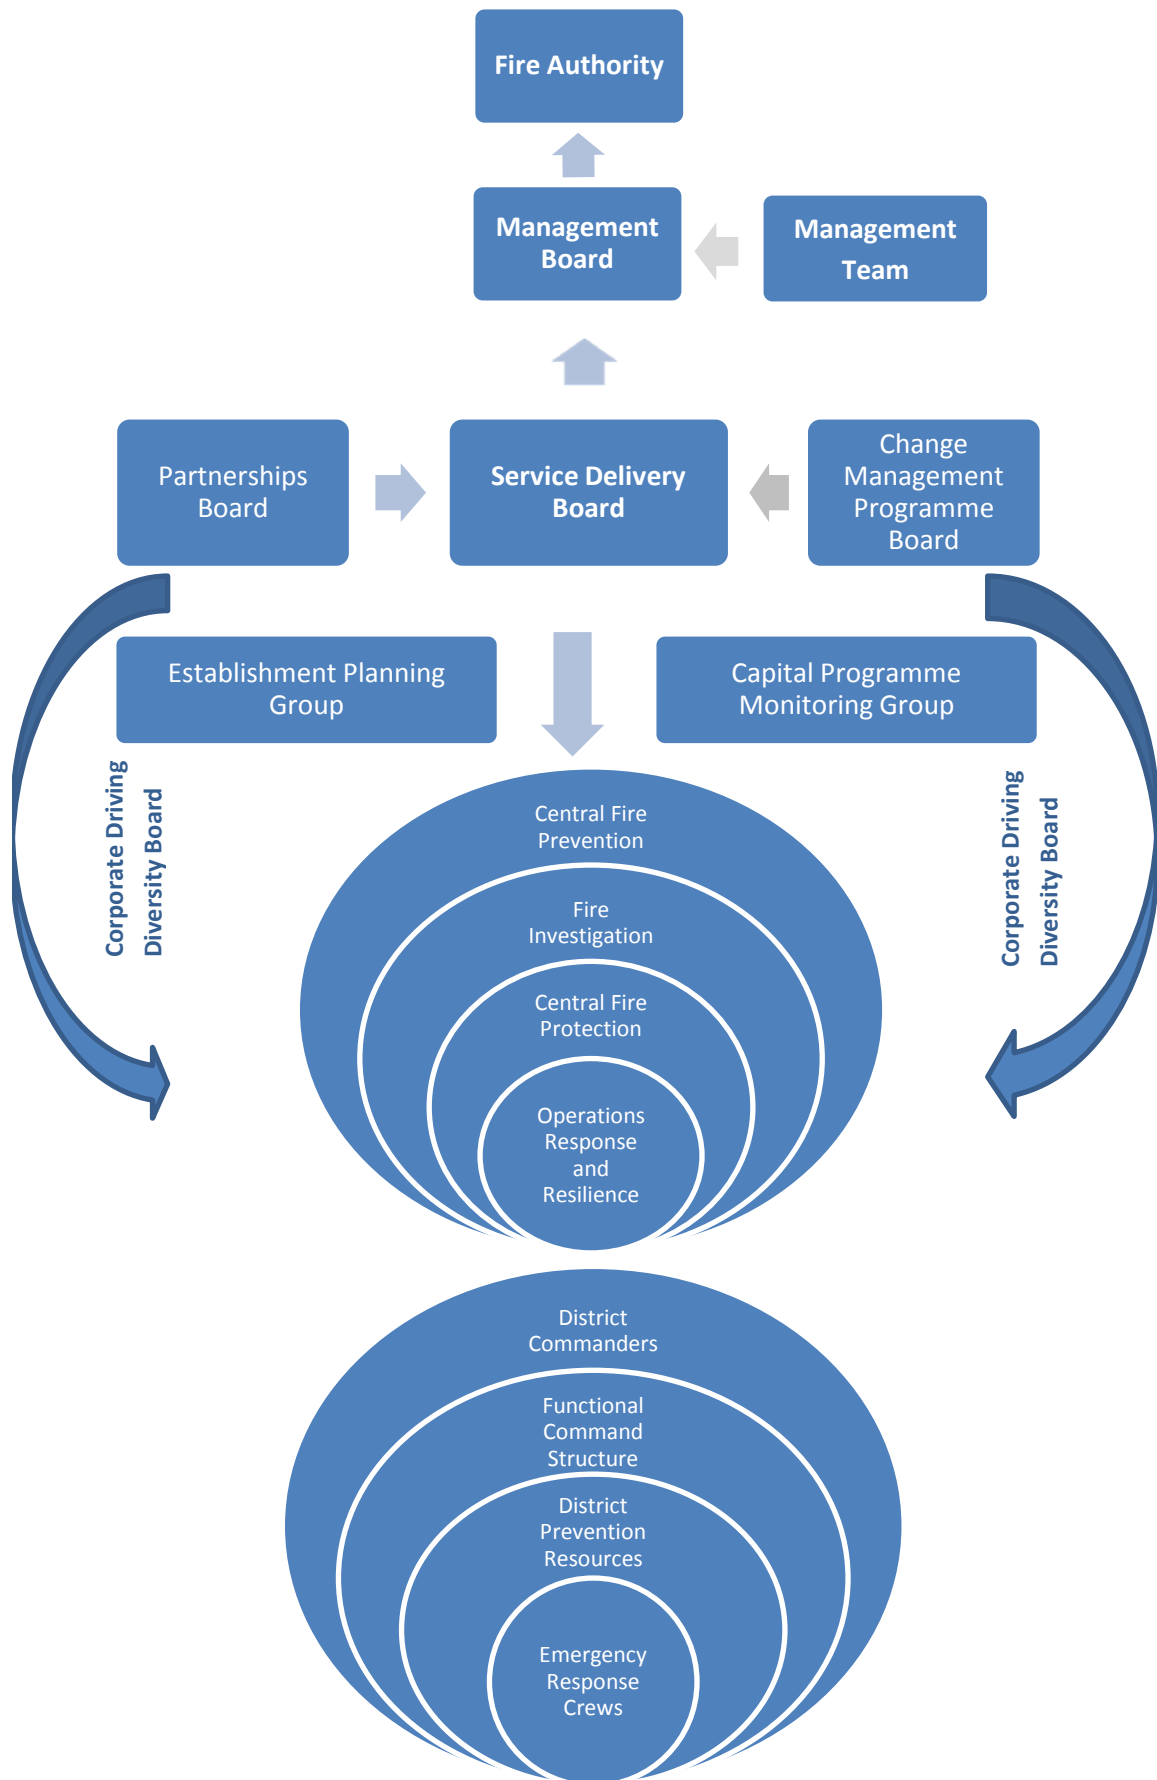 Fire Authority
Management
Board
Management
Team
Partnerships
Board
Service Delivery
Board
Change
Management
Programme
Board
Establishment Planning
Group
Capital Programme
Monitoring Group
Corporate Driving
Diversity Board
Corporate Driving
Diversity Board
Central Fire
Prevention
Fire
Investigation
Central Fire
Protection
Operations
Response
and
Resilience
District
Commanders
Functional
Command
Structure
District
Prevention
Resources
Emergency
Response
Crews